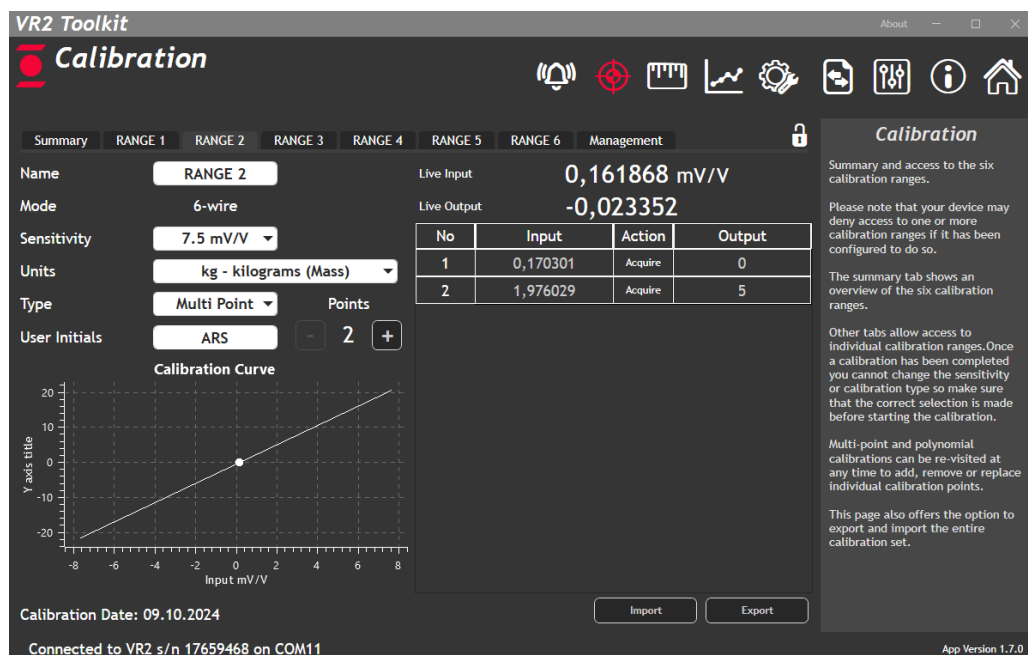 VR2 Toolkit
About
Calibration
Summary RANGE 1 RANGE 2 RANGE 3 RANGE 4 RANGE 5 RANGE 6 Management
Name RANGE 2
Mode 6-wire
Sensitivity 7.5 mV/V
Units kg - kilograms (Mass)
Type Multi Point Points
User Initials ARS - 2 +
Calibration Curve
20
10
0
-10
-20
Y axis title
-8 -6 -4 -2 0 2 4 6 8
Input mV/V
Live Input 0,161868 mV/V
Live Output -0,023352
No Input Action Output
1 0,170301 Acquire 0
2 1,976029 Acquire 5
Import Export
Calibration Date: 09.10.2024
Connected to VR2 s/n 17659468 on COM11
Calibration
Summary and access to the six
calibration ranges.
Please note that your device may
deny access to one or more
calibration ranges if it has been
configured to do so.
The summary tab shows an
overview of the six calibration
ranges.
Other tabs allow access to
individual calibration ranges.Once
a calibration has been completed
you cannot change the sensitivity
or calibration type so make sure
that the correct selection is made
before starting the calibration.
Multi-point and polynomial
calibrations can be re-visited at
any time to add, remove or replace
individual calibration points.
This page also offers the option to
export and import the entire
calibration set.
App Version 1.7.0